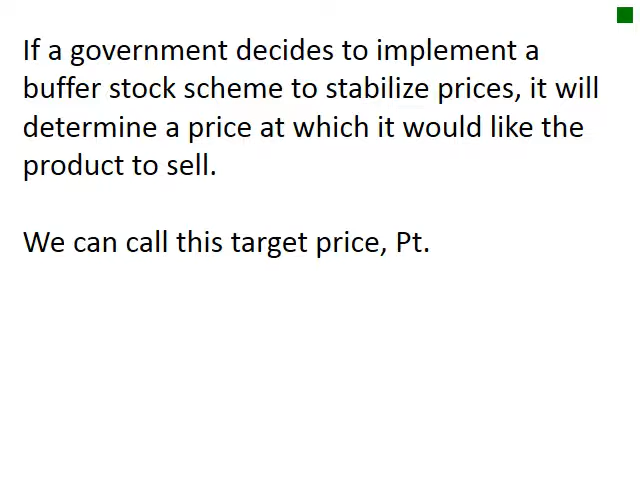 If a government decides to implement a
buffer stock scheme to stabilize prices, it will
determine a price at which it would like the
product to sell.
We can call this target price, Pt.